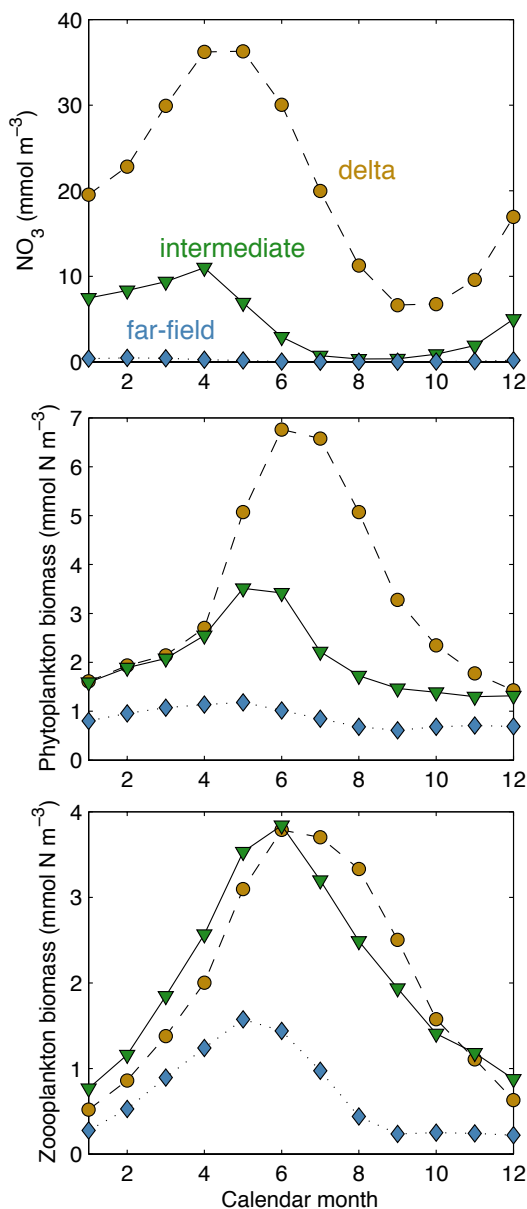 40
30
20
10
0
NO3 (mmol m−3)
delta
intermediate
far-field
2 4 6 8 10 12
7
6
5
4
3
2
1
0
Phytoplankton biomass (mmol N m−3)
2 4 6 8 10 12
4
3
2
1
0
Zoooplankton biomass (mmol N m−3)
2 4 6 8 10 12
Calendar month